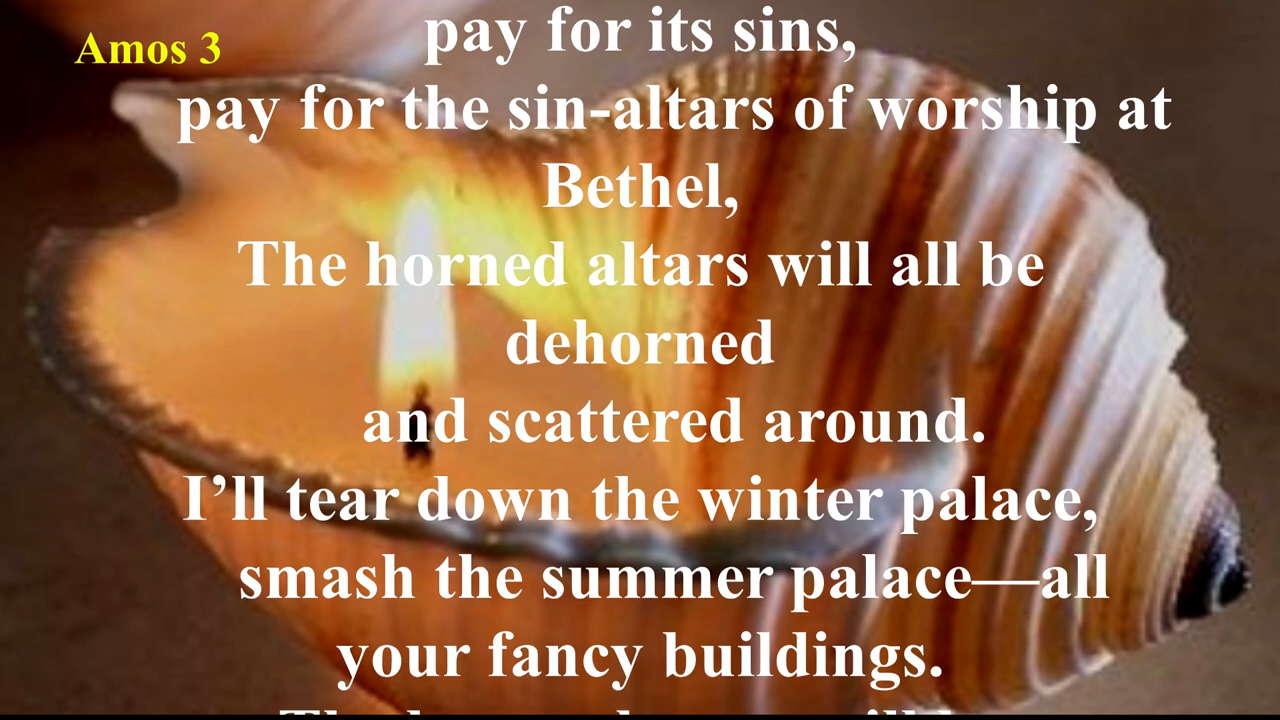 Amos 3
pay for its sins,
pay for the sin-altars of worship at
Bethel,
The horned altars will all be
dehorned
and scattered around.
I’ll tear down the winter palace,
smash the summer palace—all
your fancy buildings.